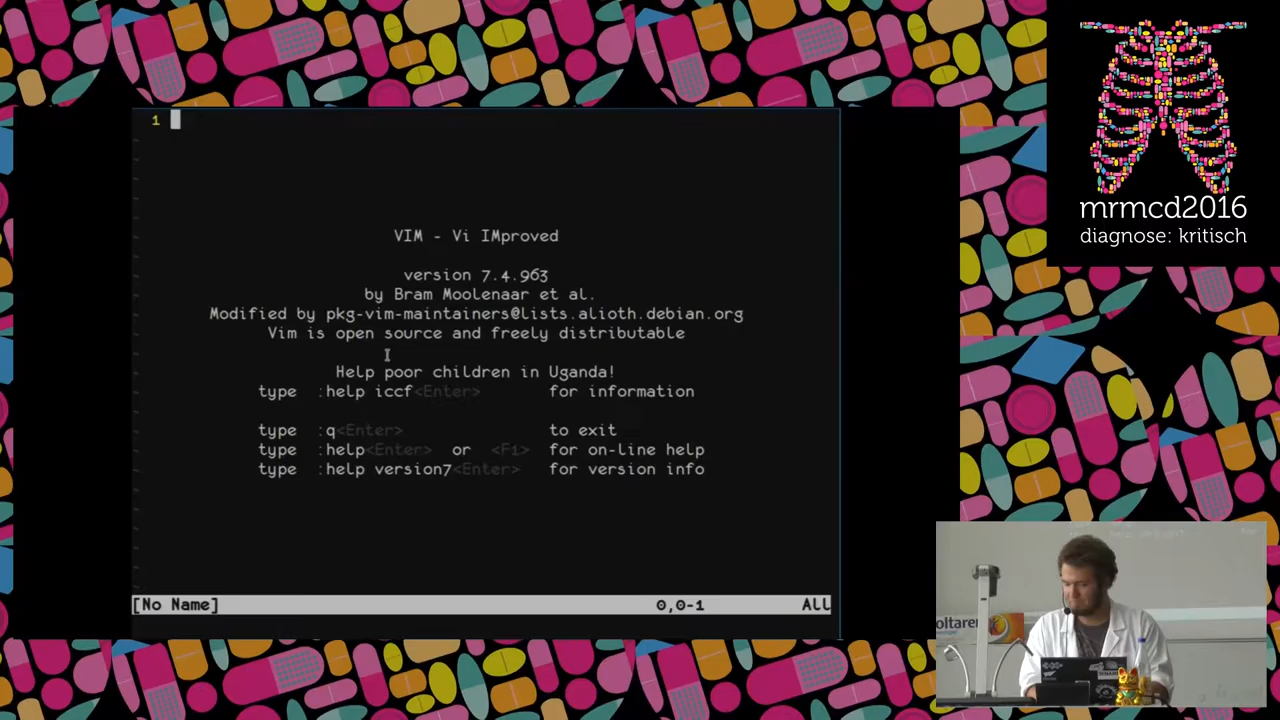 1
VIM - Vi IMproved
version 7.4.963
by Bram Moolenaar et al.
Modified by pkg-vim-maintainers@lists.alioth.debian.org
Vim is open source and freely distributable
Help poor children in Uganda!
type :help iccf<Enter> for information
type :q<Enter> to exit
type :help<Enter> or <F1> for on-line help
type :help version7<Enter> for version info
[No Name] 0,0-1 All
mrmcd2016
diagnose: kritisch
oltaren